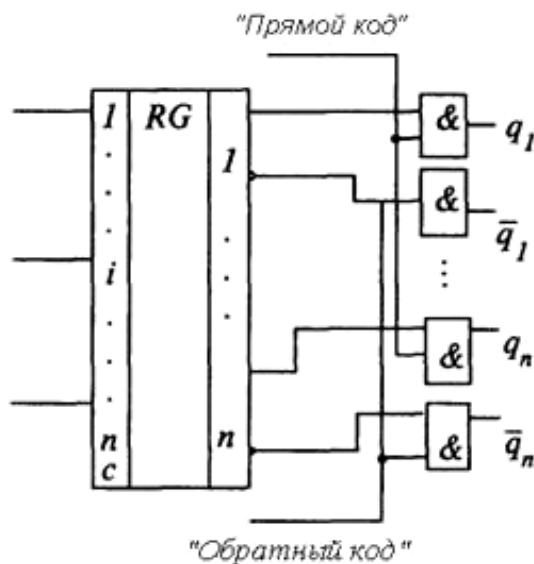 "Прямой код"
1 RG
1
i
n n
c
& q₁
& q̅₁
& qₙ
& q̅ₙ
"Обратный код"